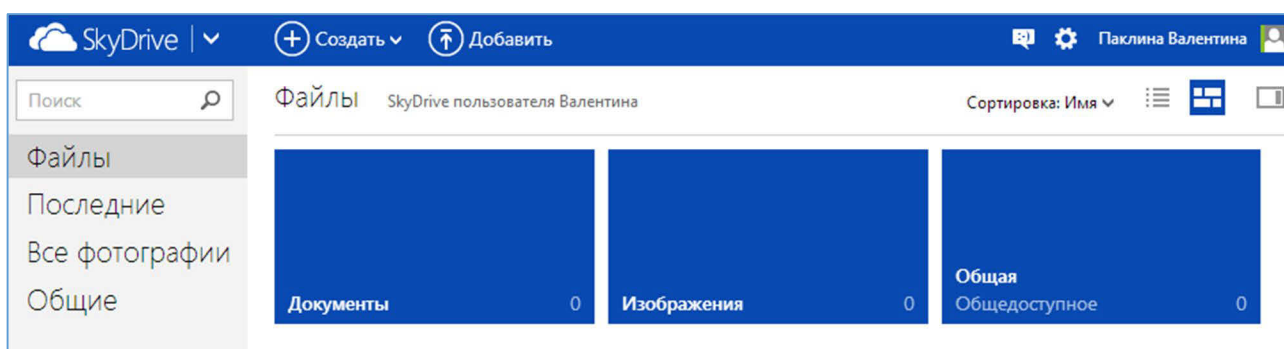 SkyDrive Создать Добавить Паклина Валентина
Поиск
Файлы SkyDrive пользователя Валентина Сортировка: Имя
Файлы
Последние
Все фотографии
Общие
Документы 0
Изображения 0
Общая
Общедоступное 0